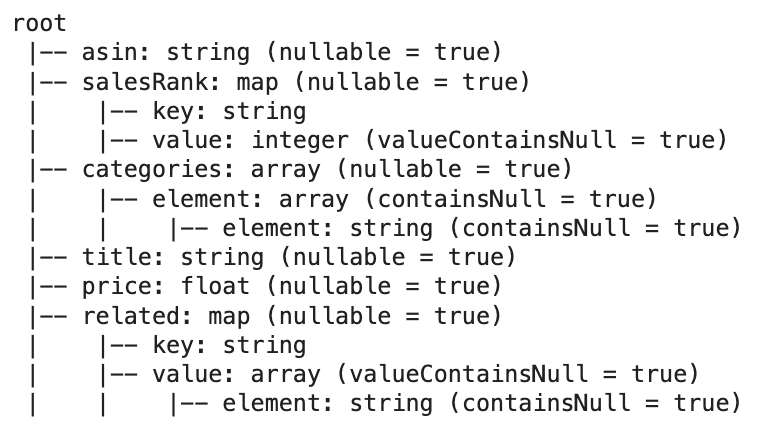 root
 |-- asin: string (nullable = true)
 |-- salesRank: map (nullable = true)
 |    |-- key: string
 |    |-- value: integer (valueContainsNull = true)
 |-- categories: array (nullable = true)
 |    |-- element: array (containsNull = true)
 |    |    |-- element: string (containsNull = true)
 |-- title: string (nullable = true)
 |-- price: float (nullable = true)
 |-- related: map (nullable = true)
 |    |-- key: string
 |    |-- value: array (valueContainsNull = true)
 |    |    |-- element: string (containsNull = true)